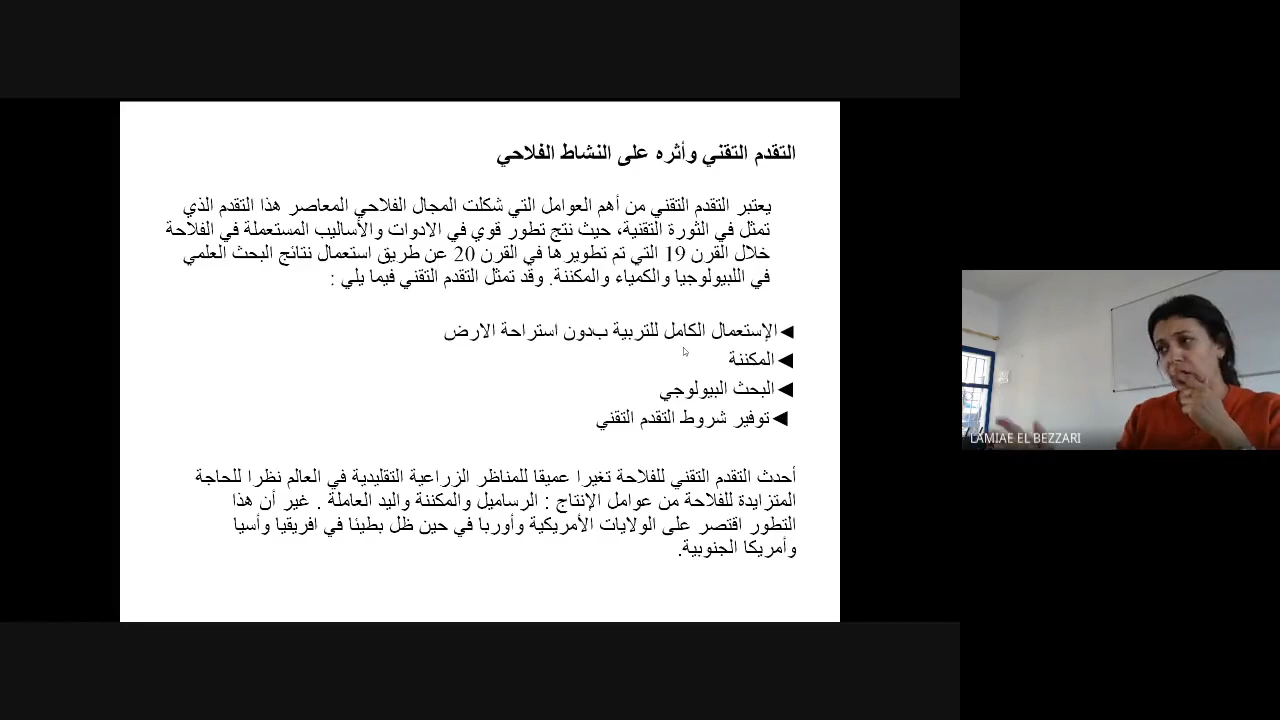 التقدم التقني وأثره على النشاط الفلاحي
يعتبر التقدم التقني من أهم العوامل التي شكلت المجال الفلاحي المعاصر هذا التقدم الذي
تمثل في الثورة التقنية، حيث نتج تطور قوي في الادوات والأساليب المستعملة في الفلاحة
خلال القرن 19 التي تم تطويرها في القرن 20 عن طريق استعمال نتائج البحث العلمي
في اللبيولوجيا والكمياء والمكننة. وقد تمثل التقدم التقني فيما يلي :
◄الإستعمال الكامل للتربية بدون استراحة الارض
◄المكننة
◄البحث البيولوجي
◄توفير شروط التقدم التقني
أحدث التقدم التقني للفلاحة تغيرا عميقا للمناظر الزراعية التقليدية في العالم نظرا للحاجة
المتزايدة للفلاحة من عوامل الإنتاج : الرساميل والمكننة واليد العاملة . غير أن هذا
التطور اقتصر على الولايات الأمريكية وأوربا في حين ظل بطيئا في افريقيا وأسيا
وأمريكا الجنوبية.
LAMIAE EL BEZZARI